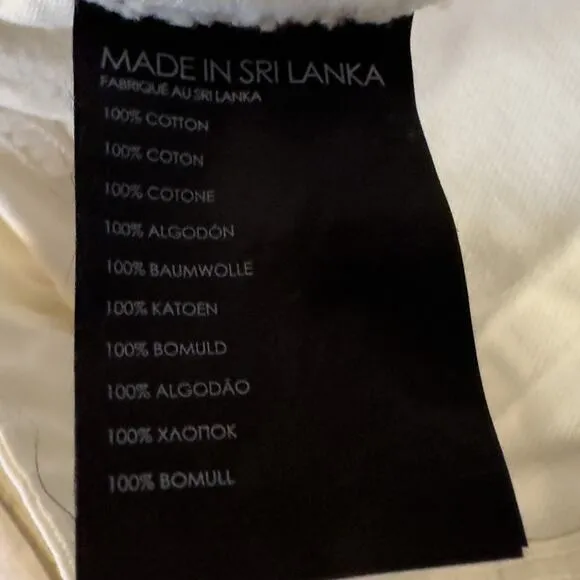 MADE IN SRI LANKA
FABRIQUÉ AU SRI LANKA
100% COTTON
100% COTON
100% COTONE
100% ALGODÓN
100% BAUMWOLLE
100% KATOEN
100% BOMULD
100% ALGODÃO
100% ХЛОПОК
100% BOMULL